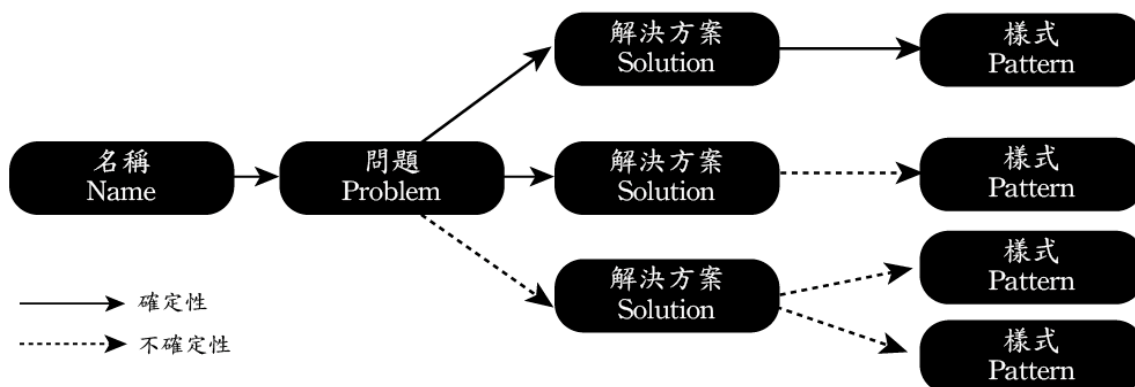 解決方案
Solution
樣式
Pattern
名稱
Name
問題
Problem
解決方案
Solution
樣式
Pattern
解決方案
Solution
樣式
Pattern
樣式
Pattern
確定性
不確定性